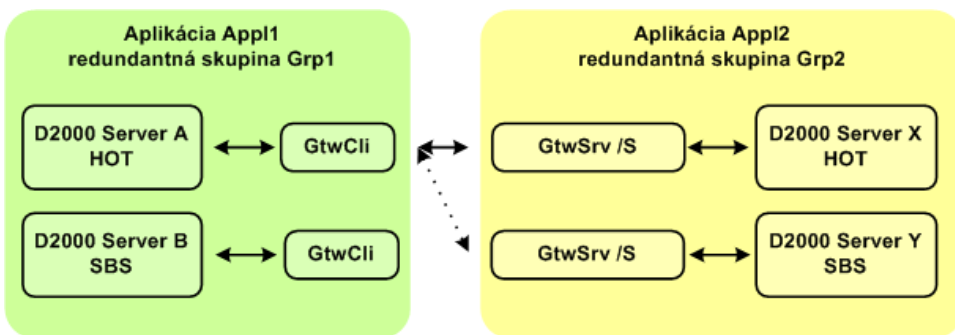 Aplikácia Appl1
redundantná skupina Grp1
D2000 Server A
HOT
GtwCli
D2000 Server B
SBS
GtwCli
Aplikácia Appl2
redundantná skupina Grp2
GtwSrv /S
D2000 Server X
HOT
GtwSrv /S
D2000 Server Y
SBS